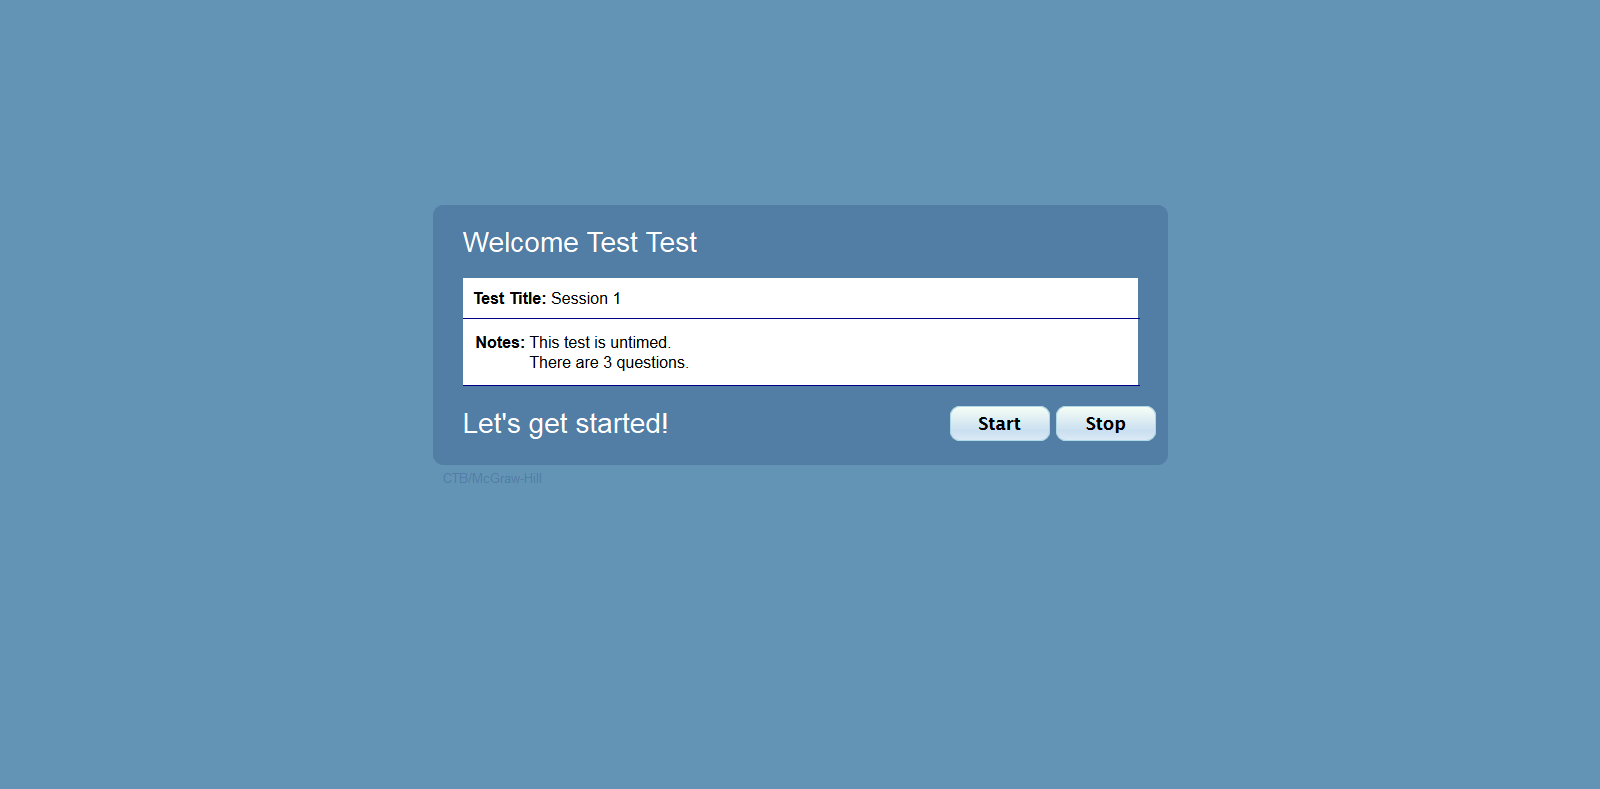 Welcome Test Test
Test Title: Session 1
Notes: This test is untimed.
There are 3 questions.
Let's get started!
Start
Stop
CTB/McGraw-Hill